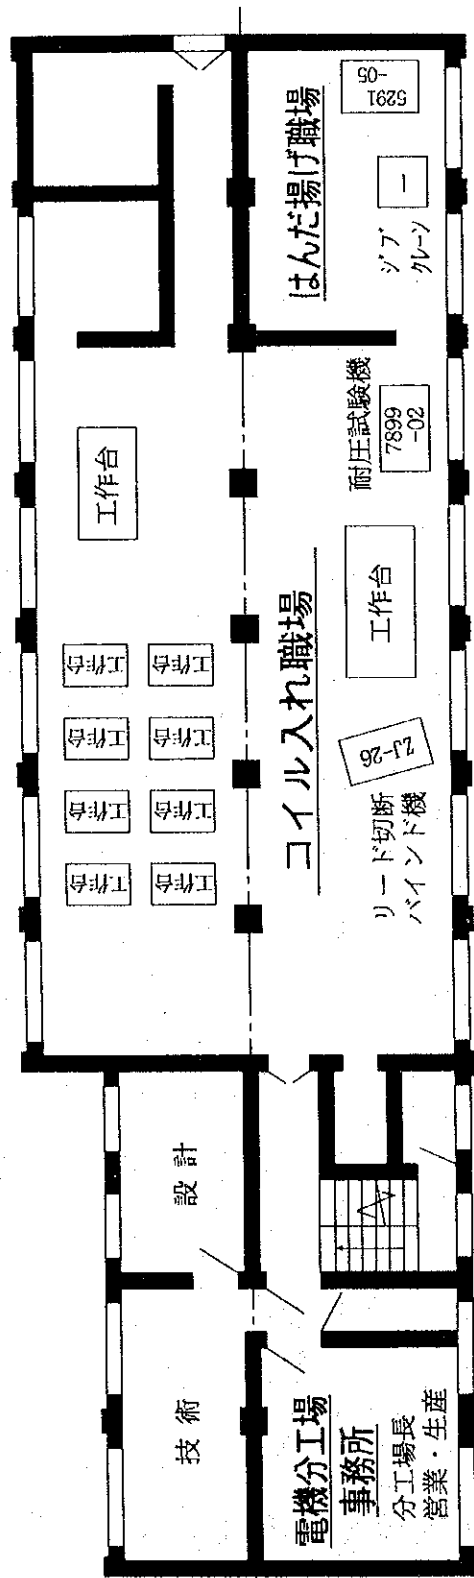 技術
設計
電機分工場
事務所
分工場長
営業・生産
工作台
工作台
工作台
工作台
工作台
工作台
工作台
工作台
工作台
コイル入れ職場
リード切断
バインド機
ZJ-26
工作台
耐圧試験機
7899
-02
はんだ揚げ職場
ジブ
クレーン
5291
-05